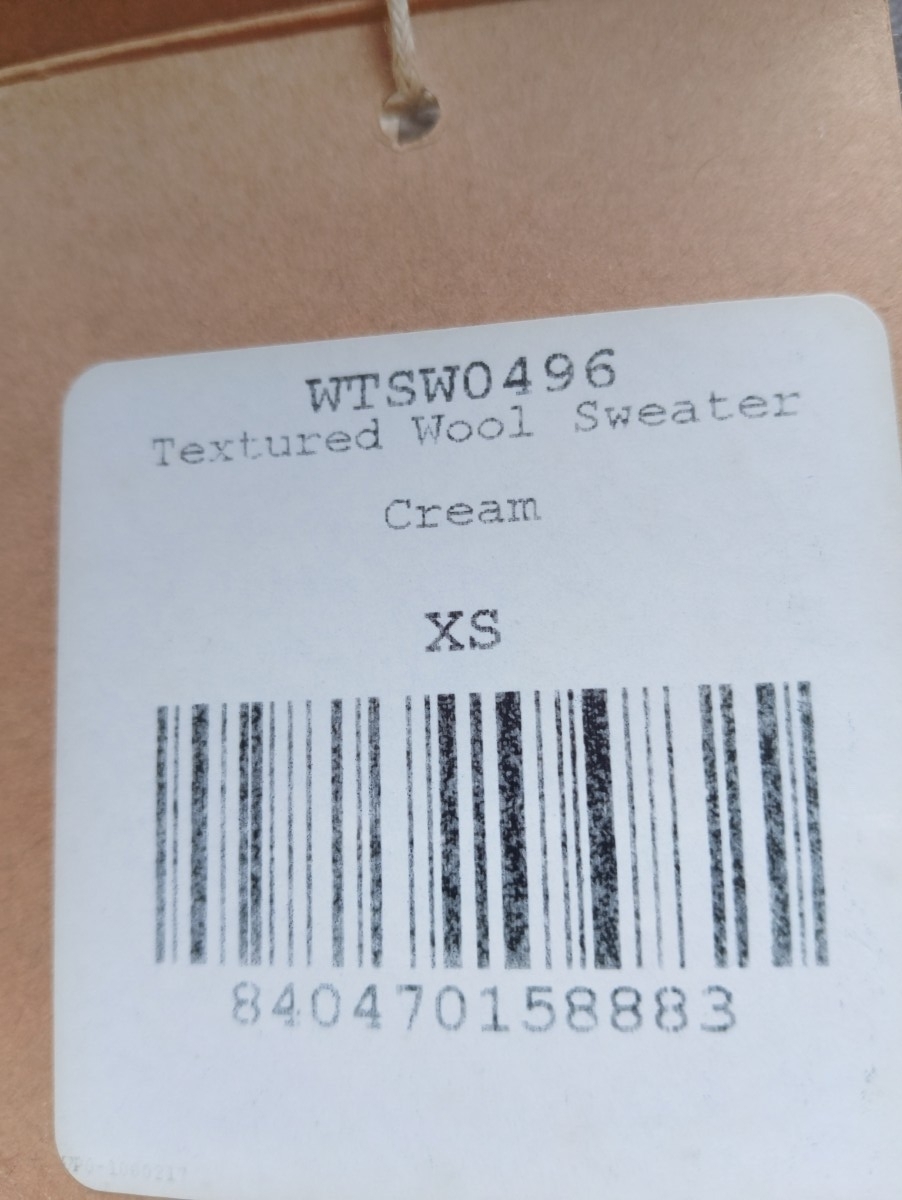 WTSW0496
Textured Wool Sweater
Cream
XS
840470158883